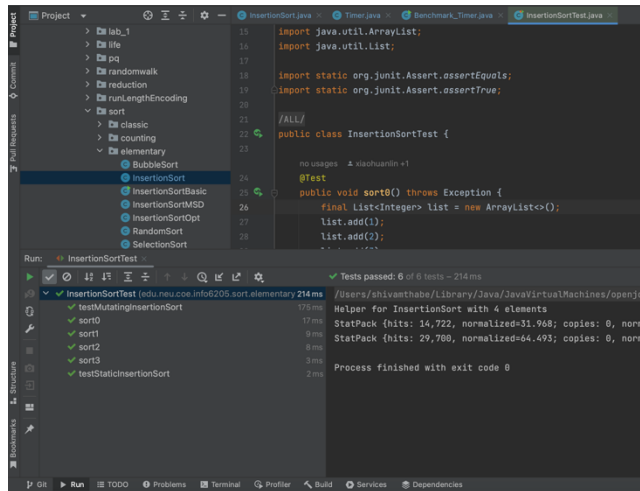 Project
InsertionSort.java
Timer.java
Benchmark_Timer.java
InsertionSortTest.java
Project
Commit
Pull Requests
lab_1
life
pq
randomwalk
reduction
runLengthEncoding
sort
classic
counting
elementary
BubbleSort
InsertionSort
InsertionSortBasic
InsertionSortMSD
InsertionSortOpt
RandomSort
SelectionSort
15 import java.util.ArrayList;
16 import java.util.List;
17
18 import static org.junit.Assert.assertEquals;
19 import static org.junit.Assert.assertTrue;
20
21 /ALL/
22 public class InsertionSortTest {
23
no usages xiaohuanlin +1
24 @Test
25 public void sort0() throws Exception {
26 final List<Integer> list = new ArrayList<>();
27 list.add(1);
28 list.add(2);
Run: InsertionSortTest
Tests passed: 6 of 6 tests – 214 ms
InsertionSortTest (edu.neu.coe.info6205.sort.elementary 214 ms
testMutatingInsertionSort 175 ms
sort0 17 ms
sort1 9 ms
sort2 8 ms
sort3 3 ms
testStaticInsertionSort 2 ms
/Users/shivamthabe/Library/Java/JavaVirtualMachines/openj
Helper for InsertionSort with 4 elements
StatPack {hits: 14,722, normalized=31.968; copies: 0, nor
StatPack {hits: 29,700, normalized=64.493; copies: 0, nor
Process finished with exit code 0
Structure
Bookmarks
Git
Run
TODO
Problems
Terminal
Profiler
Build
Services
Dependencies